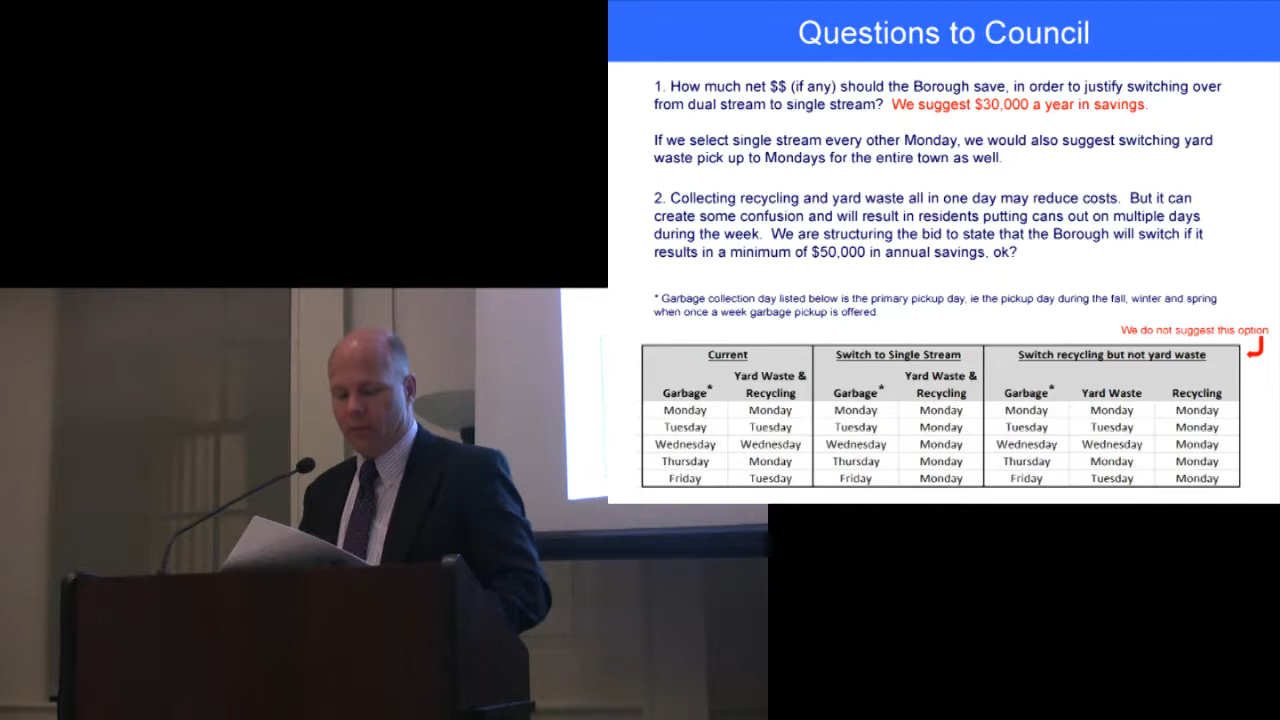 Questions to Council
1. How much net $$ (if any) should the Borough save, in order to justify switching over
from dual stream to single stream? We suggest $30,000 a year in savings.
If we select single stream every other Monday, we would also suggest switching yard
waste pick up to Mondays for the entire town as well.
2. Collecting recycling and yard waste all in one day may reduce costs. But it can
create some confusion and will result in residents putting cans out on multiple days
during the week. We are structuring the bid to state that the Borough will switch if it
results in a minimum of $50,000 in annual savings, ok?
* Garbage collection day listed below is the primary pickup day, ie the pickup day during the fall, winter and spring
when once a week garbage pickup is offered.
We do not suggest this option
Current Switch to Single Stream Switch recycling but not yard waste
Yard Waste & Yard Waste &
Garbage* Recycling Garbage* Recycling Garbage* Yard Waste Recycling
Monday Monday Monday Monday Monday Monday Monday
Tuesday Tuesday Tuesday Monday Tuesday Tuesday Monday
Wednesday Wednesday Wednesday Monday Wednesday Wednesday Monday
Thursday Monday Thursday Monday Thursday Monday Monday
Friday Tuesday Friday Monday Friday Tuesday Monday